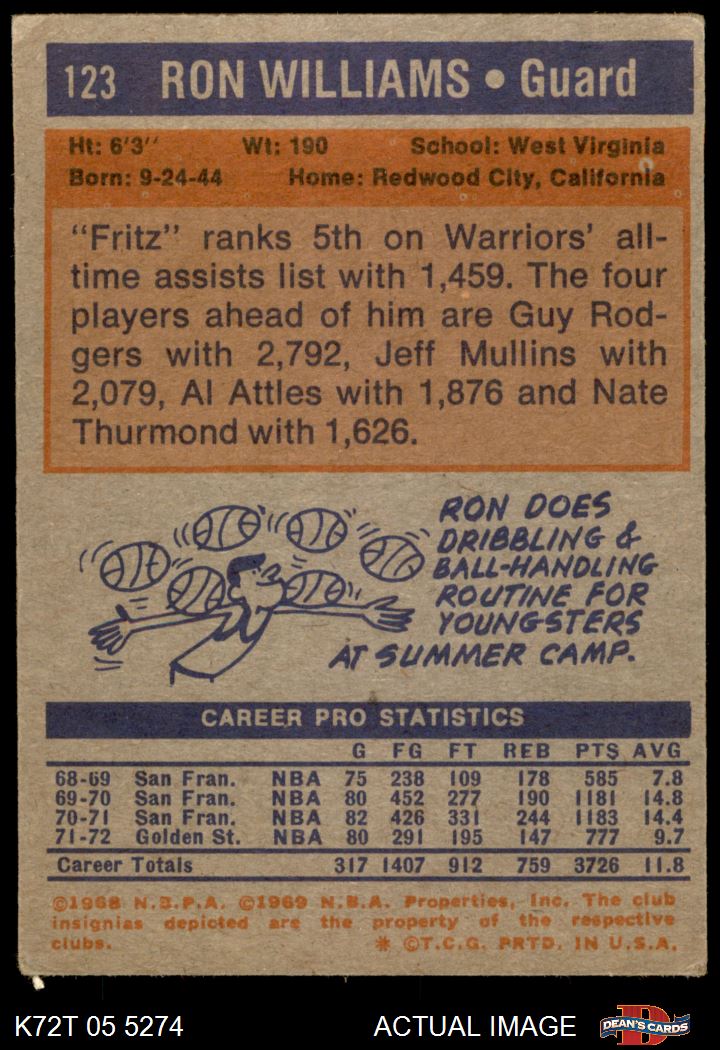 123 RON WILLIAMS • Guard
Ht: 6'3" Wt: 190 School: West Virginia
Born: 9-24-44 Home: Redwood City, California
"Fritz" ranks 5th on Warriors' all-
time assists list with 1,459. The four
players ahead of him are Guy Rod-
gers with 2,792, Jeff Mullins with
2,079, Al Attles with 1,876 and Nate
Thurmond with 1,626.
RON DOES
DRIBBLING &
BALL-HANDLING
ROUTINE FOR
YOUNGSTERS
AT SUMMER CAMP.
CAREER PRO STATISTICS
G FG FT REB PTS AVG
68-69 San Fran. NBA 75 238 109 178 585 7.8
69-70 San Fran. NBA 80 452 277 190 1181 14.8
70-71 San Fran. NBA 82 426 331 244 1183 14.4
71-72 Golden St. NBA 80 291 195 147 777 9.7
Career Totals 317 1407 912 759 3726 11.8
©1968 N.B.P.A. ©1969 N.B.A. Properties, Inc. The club
insignias depicted are the property of the respective
clubs. * ©T.C.G. PRTD. IN U.S.A.
K72T 05 5274 ACTUAL IMAGE DEAN'S CARDS